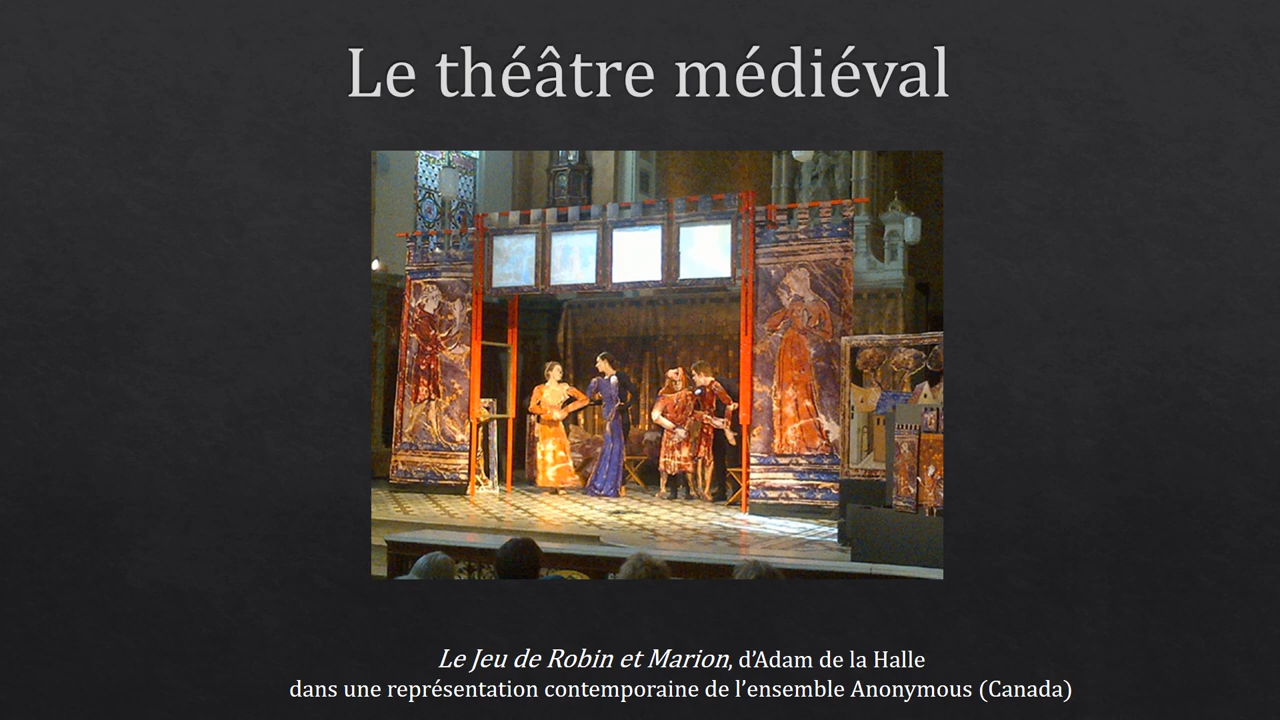 Le théâtre médiéval
Le Jeu de Robin et Marion, d’Adam de la Halle
dans une représentation contemporaine de l’ensemble Anonymous (Canada)